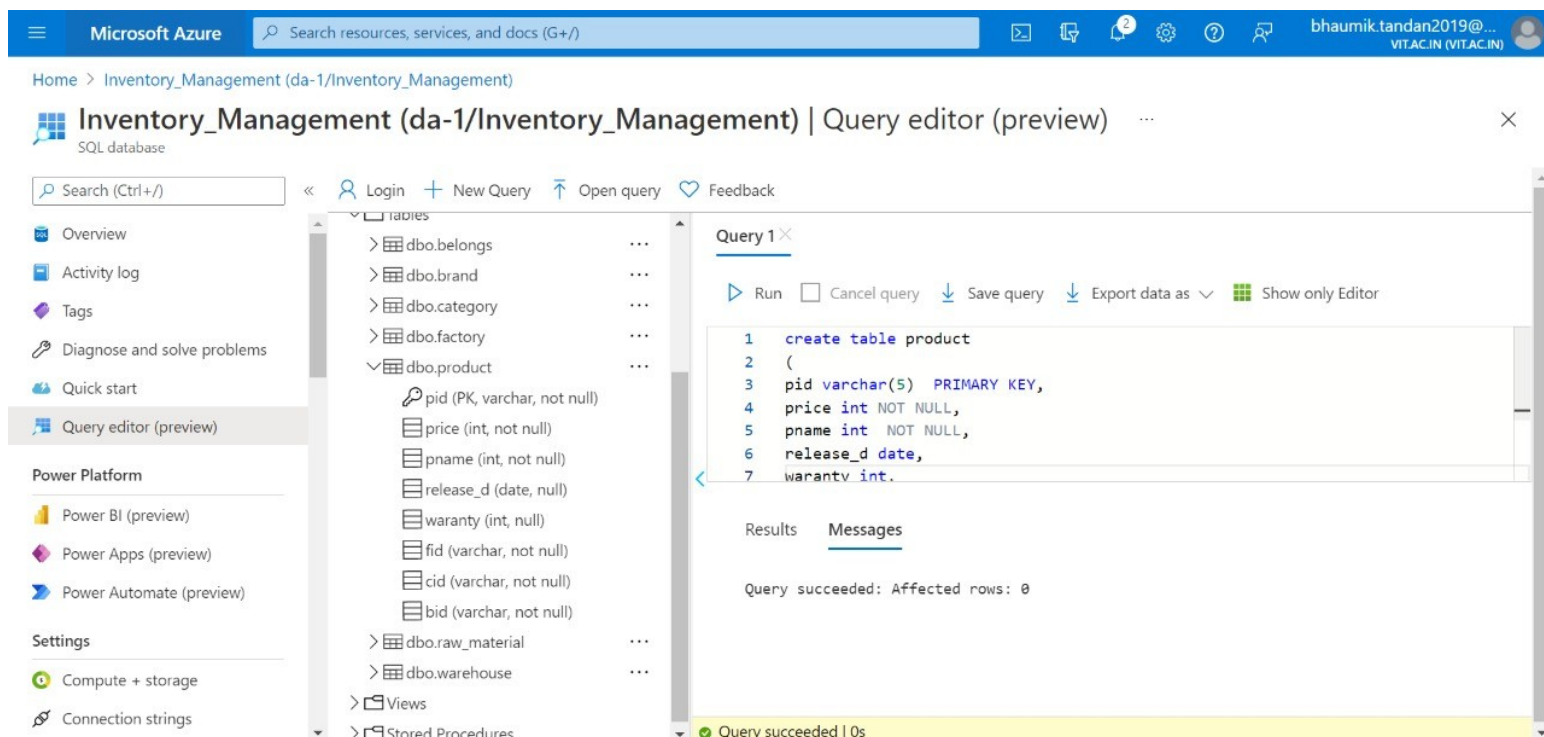 Microsoft Azure
Search resources, services, and docs (G+/)
2
bhaumik.tandan2019@...
VIT.AC.IN (VIT.AC.IN)
Home > Inventory_Management (da-1/Inventory_Management)
Inventory_Management (da-1/Inventory_Management) | Query editor (preview) ...
SQL database
Search (Ctrl+/)
Overview
Activity log
Tags
Diagnose and solve problems
Quick start
Query editor (preview)
Power Platform
Power BI (preview)
Power Apps (preview)
Power Automate (preview)
Settings
Compute + storage
Connection strings
Login
New Query
Open query
Feedback
Tables
dbo.belongs ...
dbo.brand ...
dbo.category ...
dbo.factory ...
dbo.product ...
pid (PK, varchar, not null)
price (int, not null)
pname (int, not null)
release_d (date, null)
waranty (int, null)
fid (varchar, not null)
cid (varchar, not null)
bid (varchar, not null)
dbo.raw_material ...
dbo.warehouse ...
Views
Stored Procedures
Query 1
Run
Cancel query
Save query
Export data as
Show only Editor
1 create table product
2 (
3 pid varchar(5)  PRIMARY KEY,
4 price int NOT NULL,
5 pname int  NOT NULL,
6 release_d date,
7 waranty int,
Results
Messages
Query succeeded: Affected rows: 0
Query succeeded | 0s